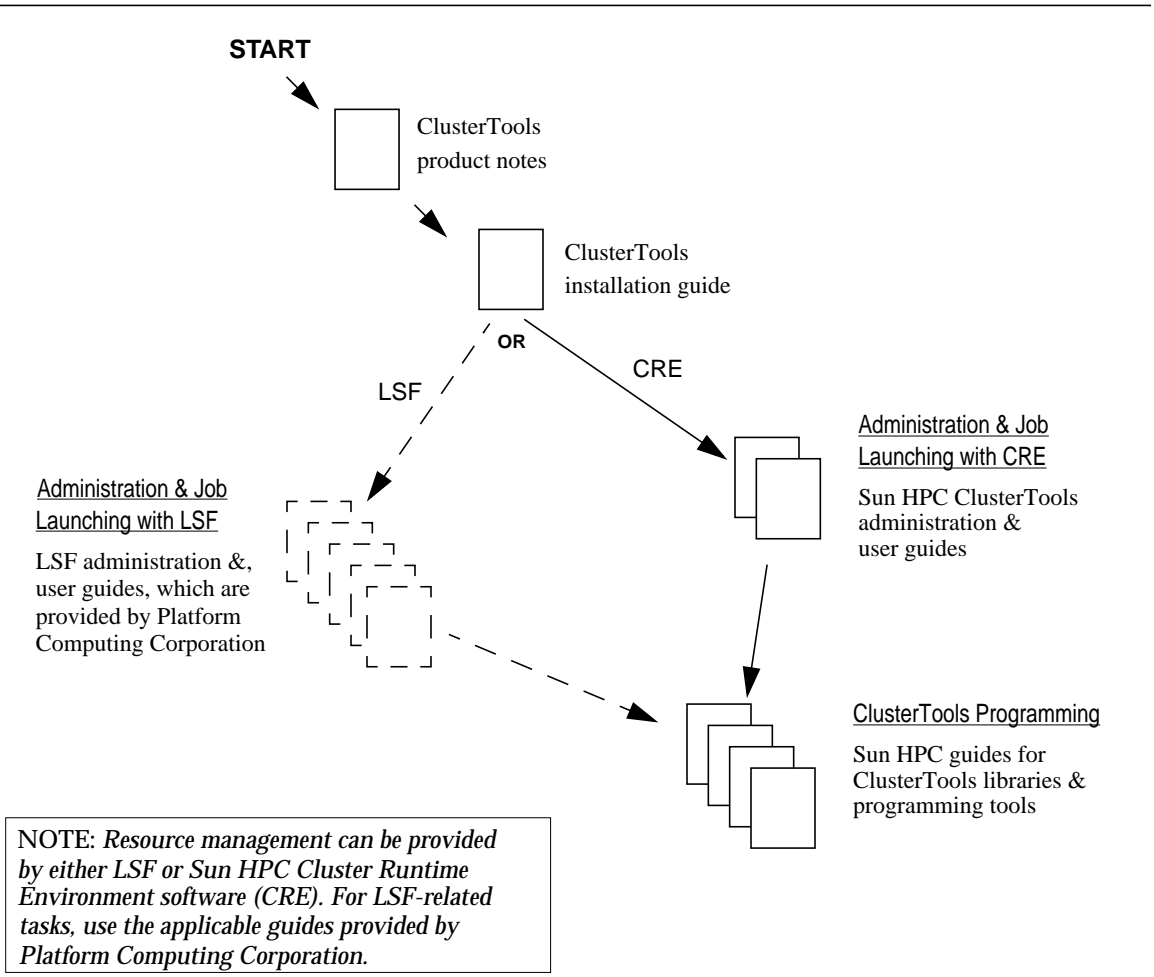 START
ClusterTools
product notes
ClusterTools
installation guide
OR
LSF
CRE
Administration & Job
Launching with CRE
Sun HPC ClusterTools
administration &
user guides
Administration & Job
Launching with LSF
LSF administration &,
user guides, which are
provided by Platform
Computing Corporation
ClusterTools Programming
Sun HPC guides for
ClusterTools libraries &
programming tools
NOTE: Resource management can be provided
by either LSF or Sun HPC Cluster Runtime
Environment software (CRE). For LSF-related
tasks, use the applicable guides provided by
Platform Computing Corporation.